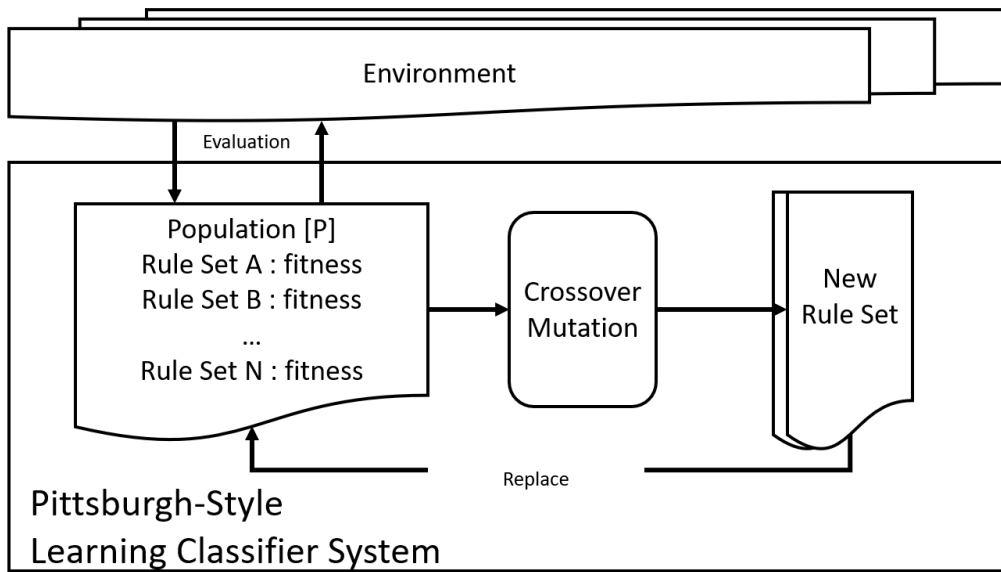 Environment
Evaluation
Population [P]
Rule Set A : fitness
Rule Set B : fitness
...
Rule Set N : fitness
Crossover
Mutation
New
Rule Set
Replace
Pittsburgh-Style
Learning Classifier System